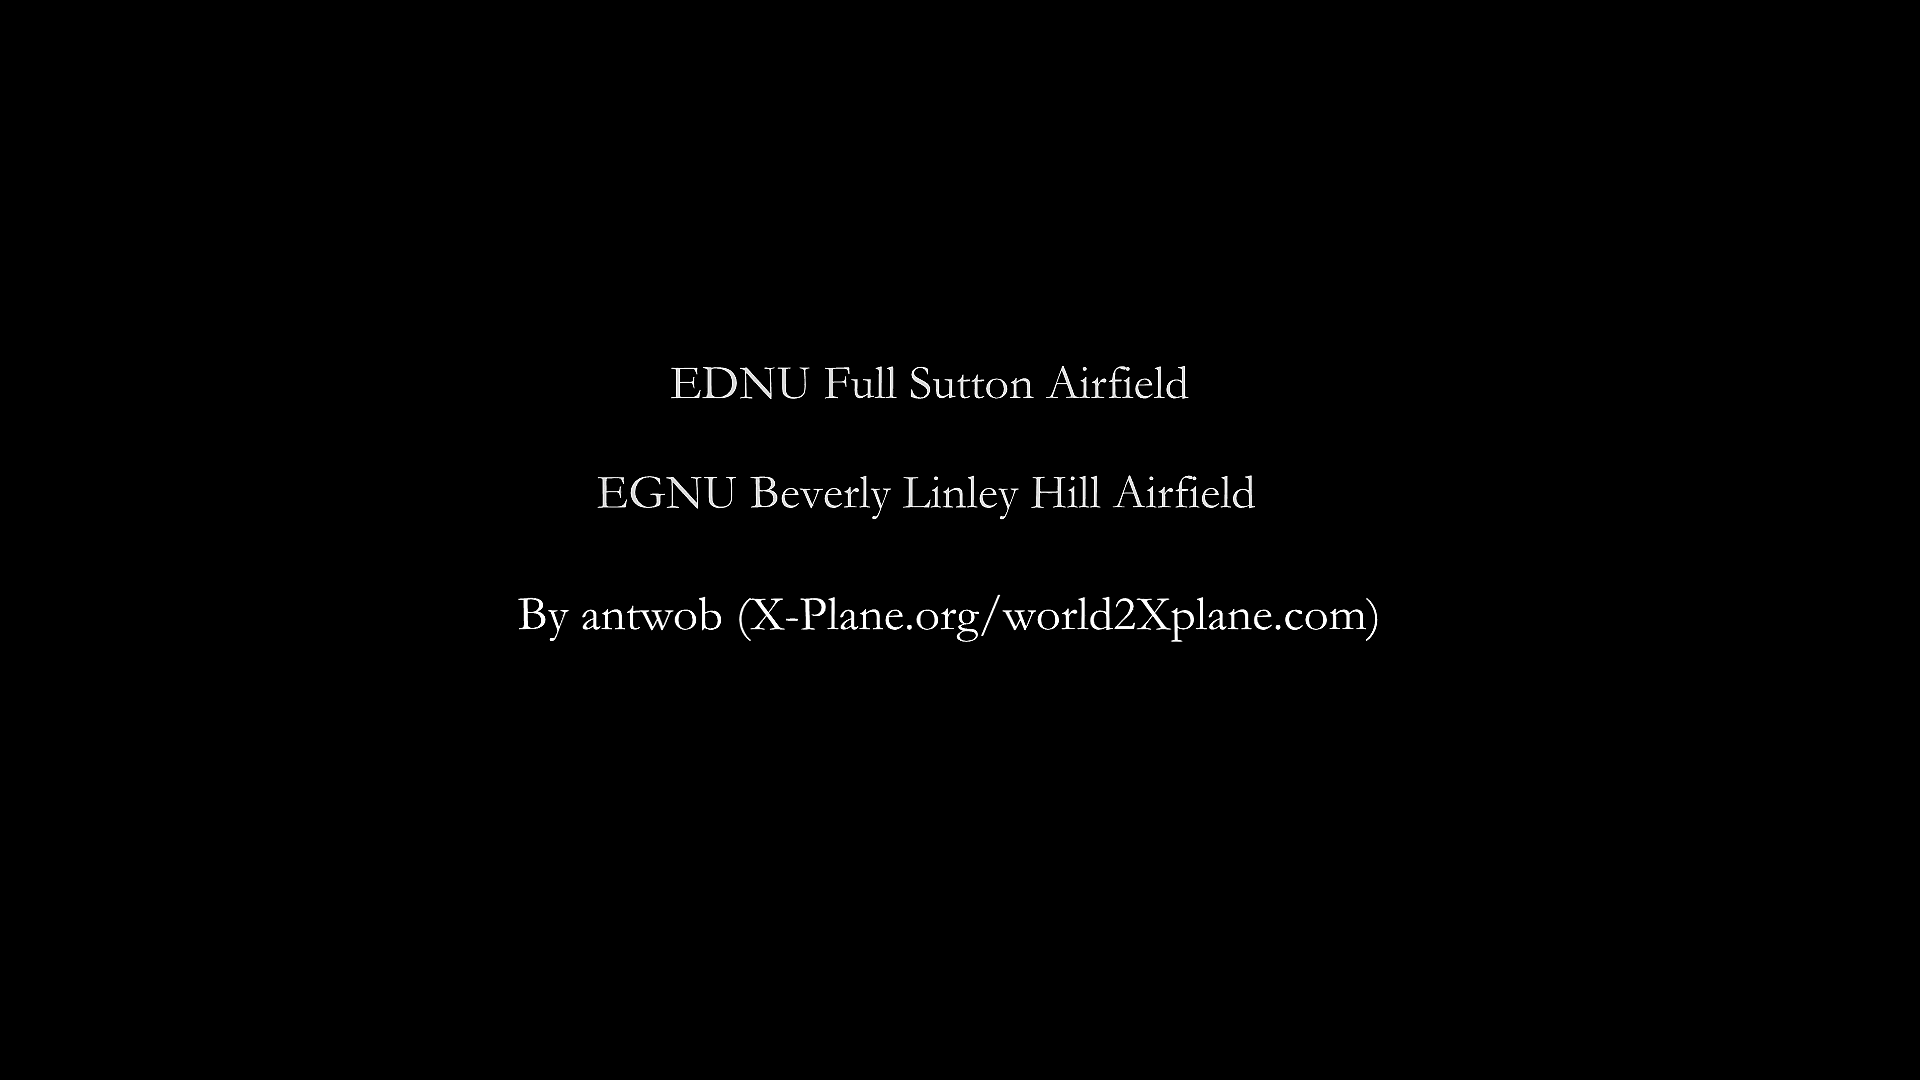 EDNU Full Sutton Airfield
EGNU Beverly Linley Hill Airfield
By antwob (X-Plane.org/world2Xplane.com)